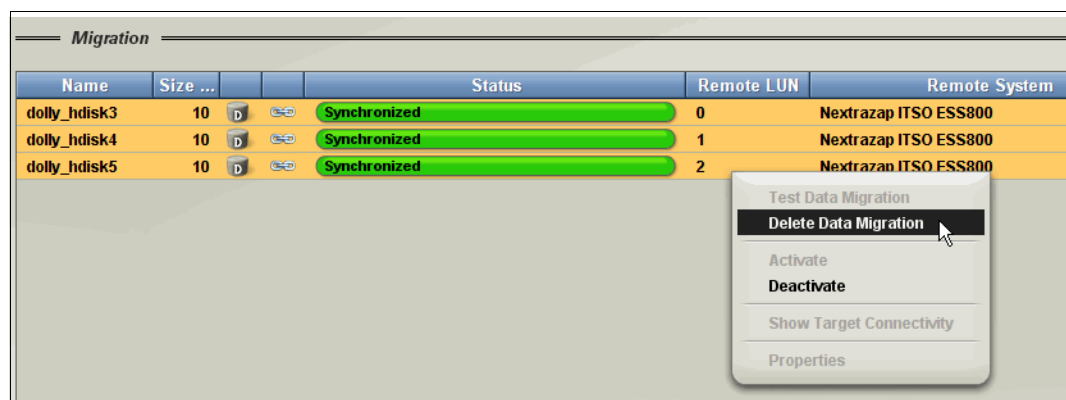 Migration
Name Size ... Status Remote LUN Remote System
dolly_hdisk3 10 D Synchronized 0 Nextrazap ITSO ESS800
dolly_hdisk4 10 D Synchronized 1 Nextrazap ITSO ESS800
dolly_hdisk5 10 D Synchronized 2 Nextrazap ITSO ESS800
Test Data Migration
Delete Data Migration
Activate
Deactivate
Show Target Connectivity
Properties